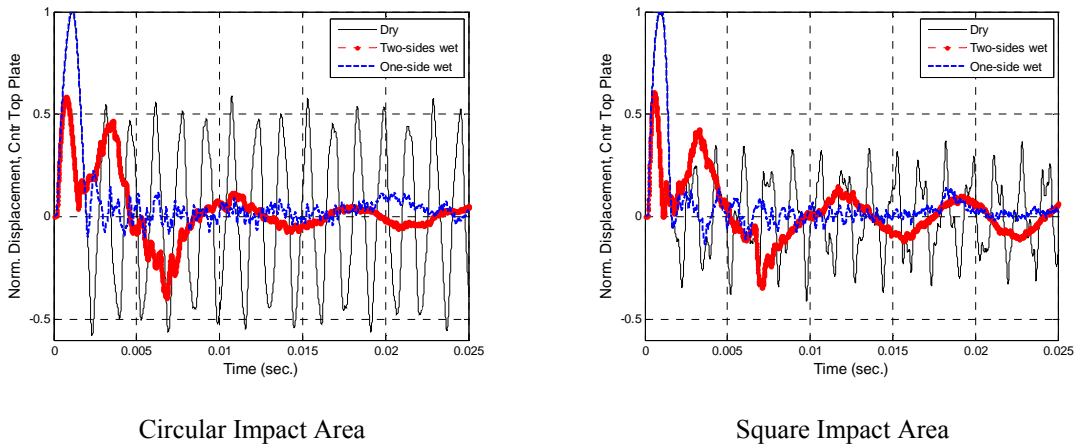 Norm. Displacement, Cntr Top Plate
1
0.5
0
-0.5
Dry
Two-sides wet
One-side wet
0 0.005 0.01 0.015 0.02 0.025
Time (sec.)
Circular Impact Area
Norm. Displacement, Cntr Top Plate
1
0.5
0
-0.5
Dry
Two-sides wet
One-side wet
0 0.005 0.01 0.015 0.02 0.025
Time (sec.)
Square Impact Area